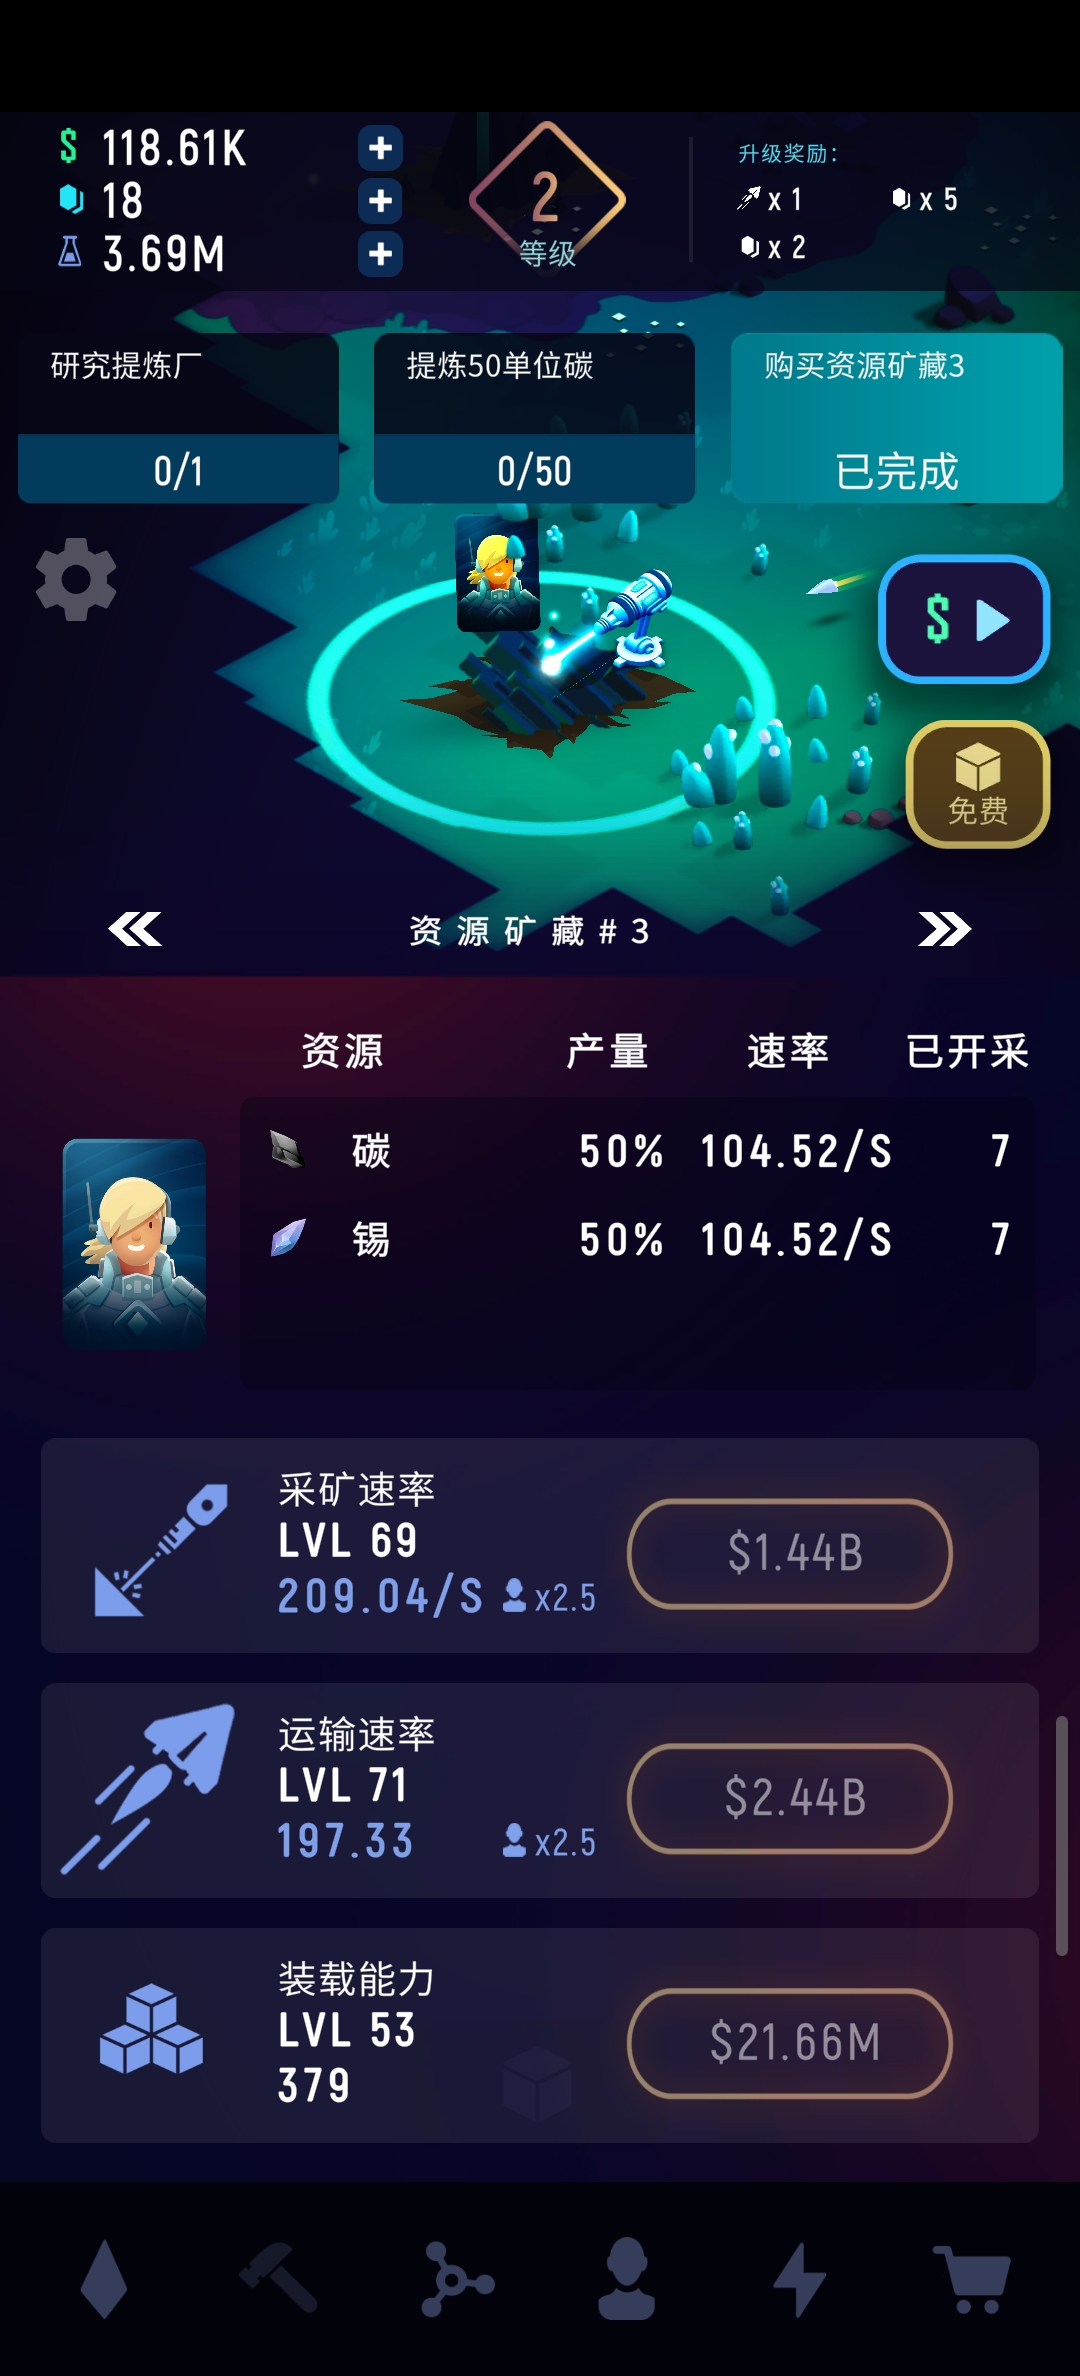 $ 118.61K +
18 +
3.69M +
2
等级
升级奖励：
x 1
x 5
x 2
研究提炼厂
0/1
提炼50单位碳
0/50
购买资源矿藏3
已完成
$
免费
资源矿藏#3
资源 产量 速率 已开采
碳 50% 104.52/S 7
锡 50% 104.52/S 7
采矿速率
LVL 69
209.04/S x2.5
$1.44B
运输速率
LVL 71
197.33 x2.5
$2.44B
装载能力
LVL 53
379
$21.66M